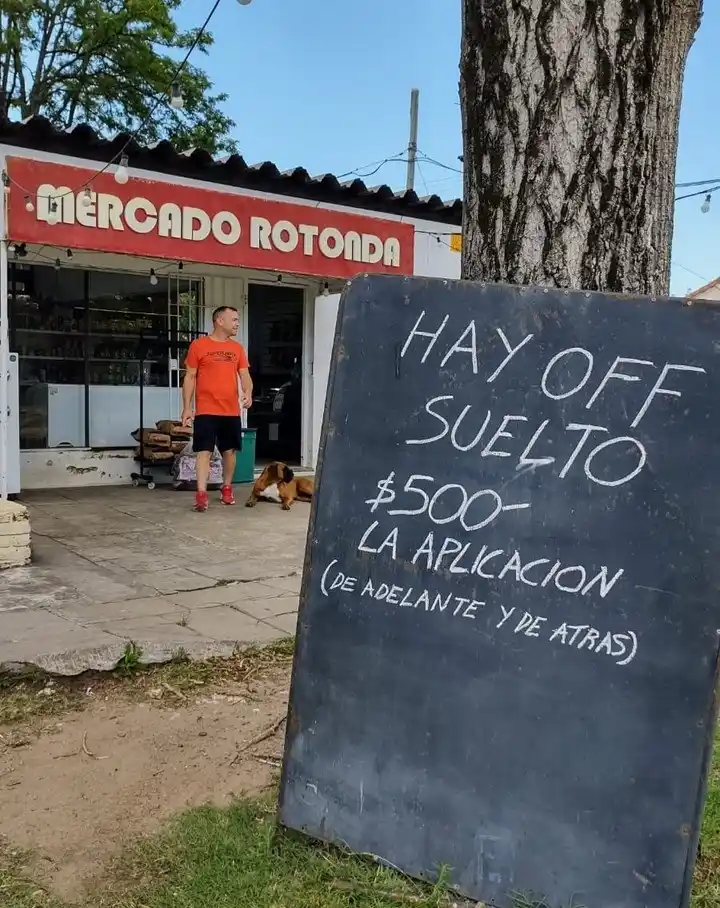 MERCADO ROTONDA
HAY OFF
SUELTO
$500-
LA APLICACION
(DE ADELANTE Y DE ATRAS)